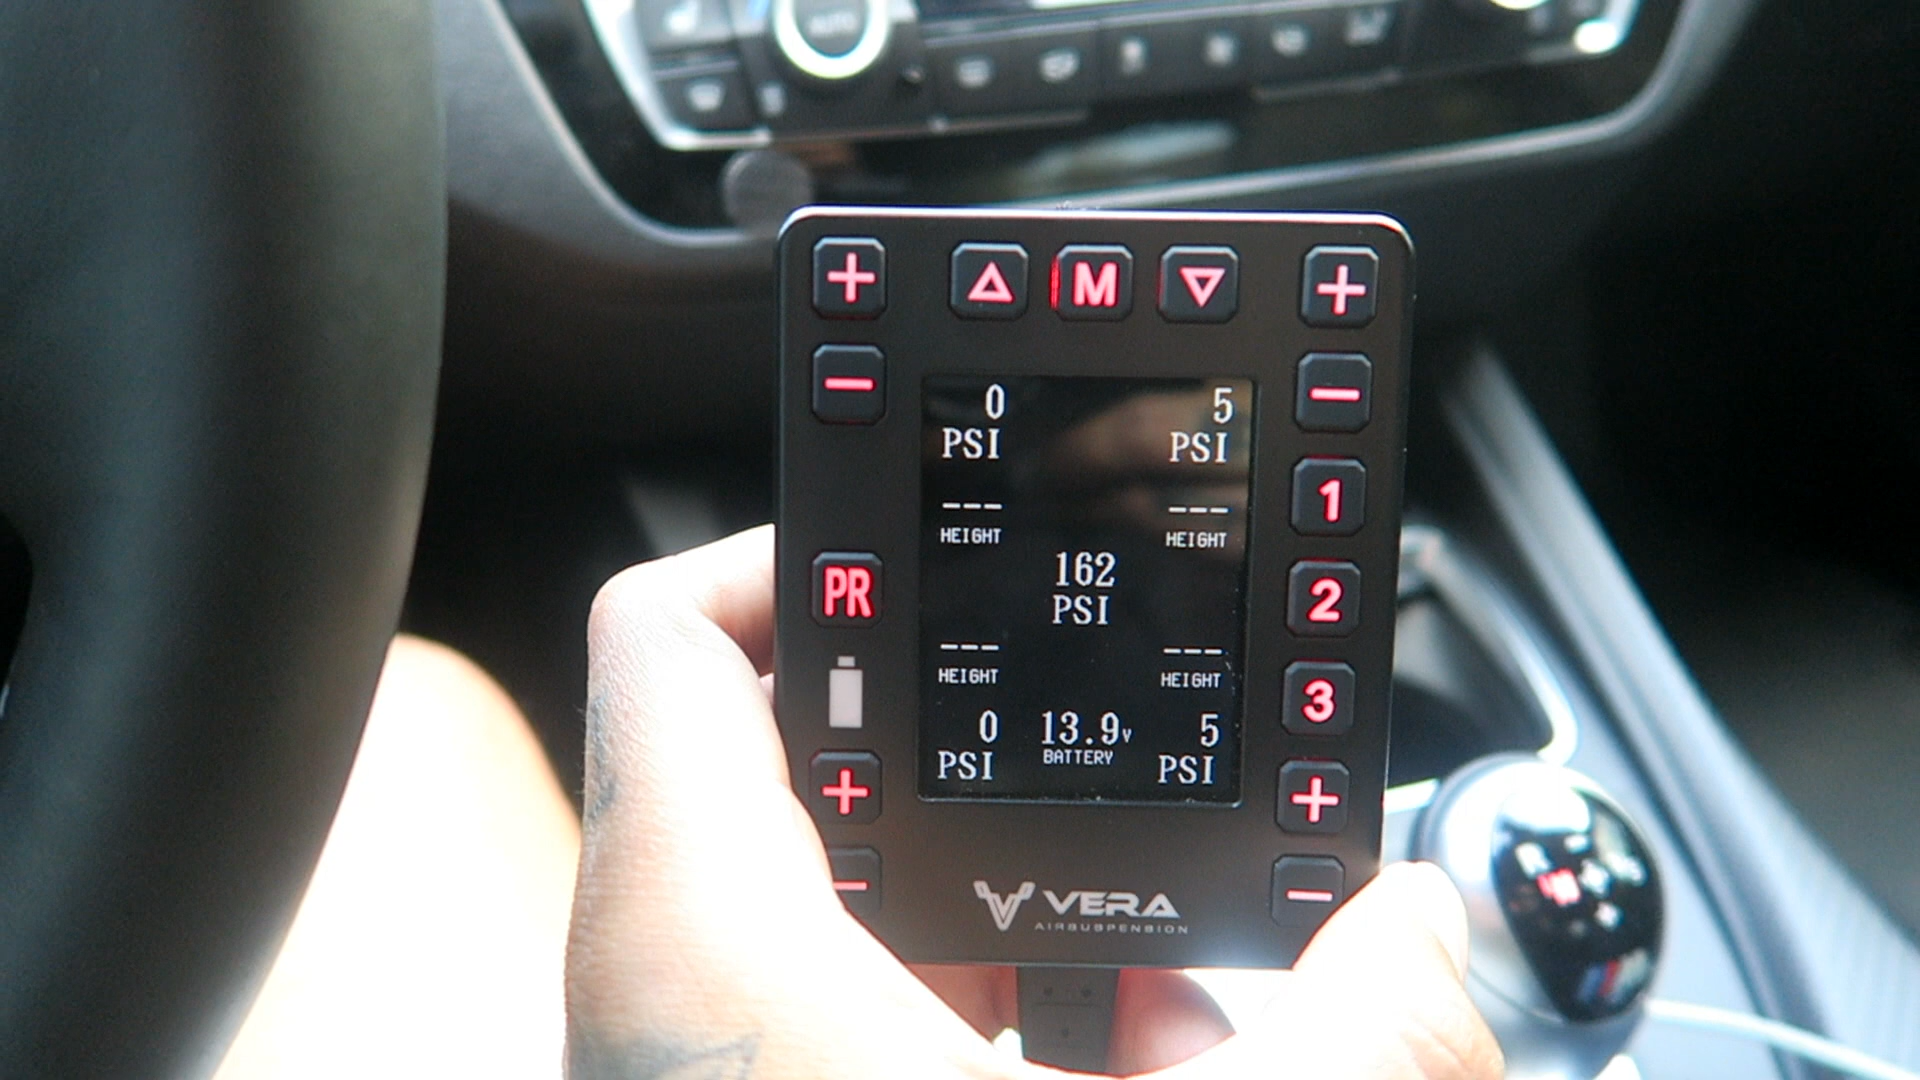 AUTO
M
0 5
PSI PSI
--- ---
HEIGHT HEIGHT
1
162
PSI
PR
2
--- ---
HEIGHT HEIGHT
3
0 13.9v 5
PSI BATTERY PSI
VERA
AIRSUSPENSION
M